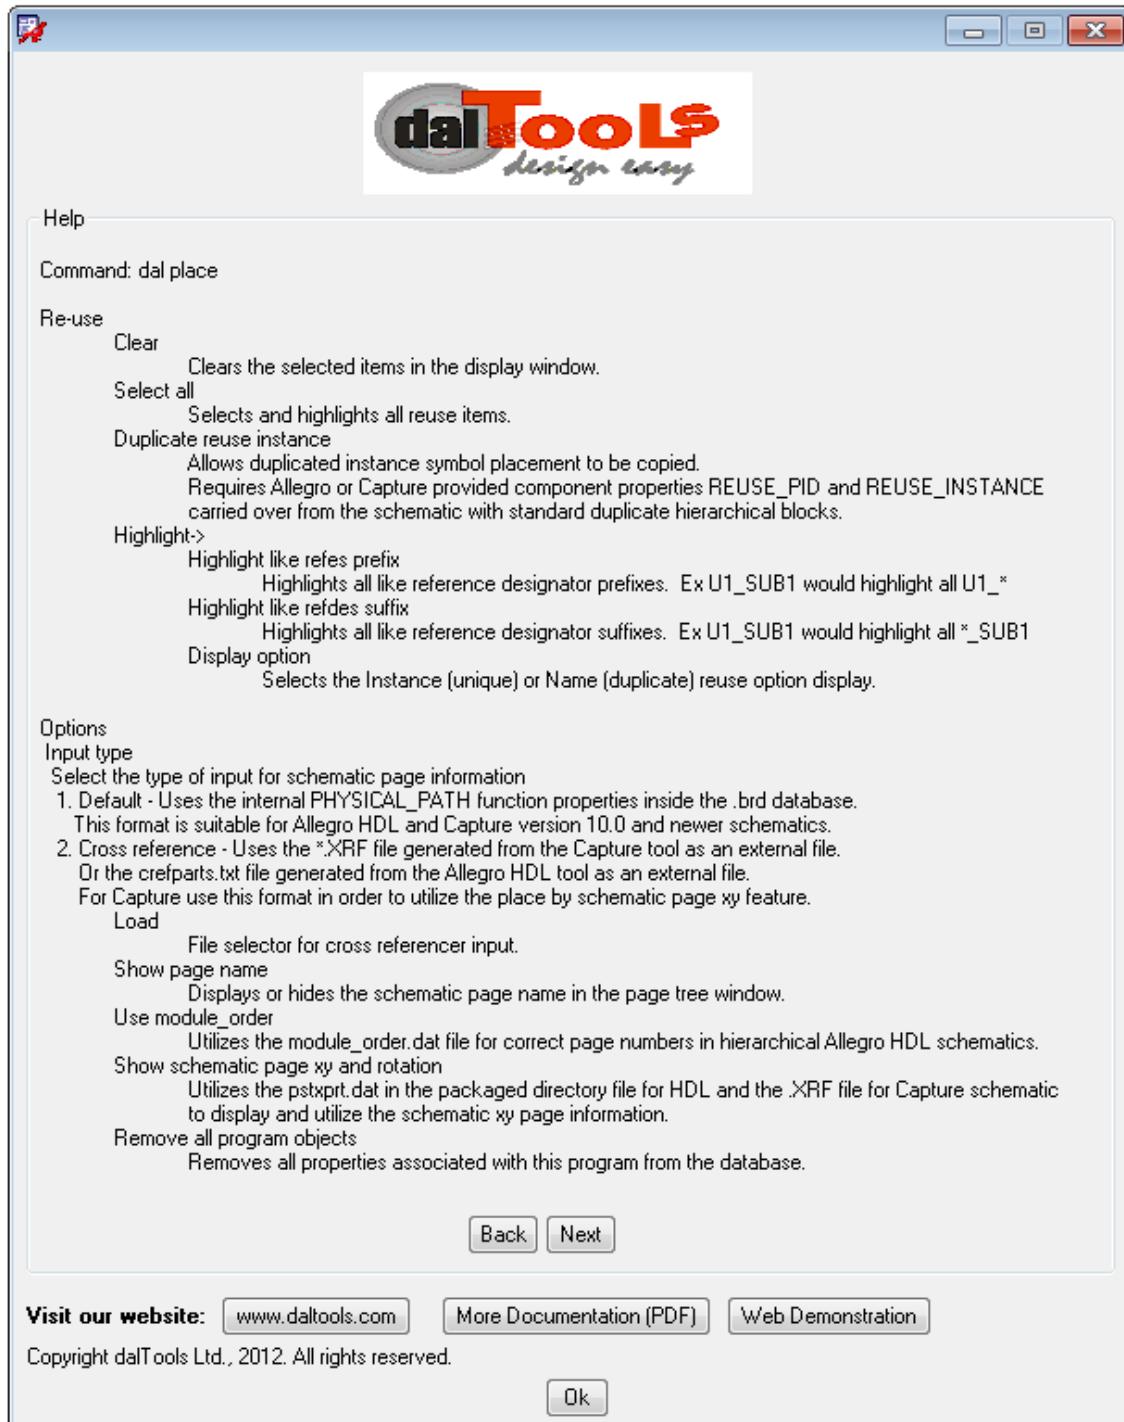 dalTooLs
design easy
Help
Command: dal place
Re-use
Clear
Clears the selected items in the display window.
Select all
Selects and highlights all reuse items.
Duplicate reuse instance
Allows duplicated instance symbol placement to be copied.
Requires Allegro or Capture provided component properties REUSE_PID and REUSE_INSTANCE
carried over from the schematic with standard duplicate hierarchical blocks.
Highlight->
Highlight like refes prefix
Highlights all like reference designator prefixes.  Ex U1_SUB1 would highlight all U1_*
Highlight like refdes suffix
Highlights all like reference designator suffixes.  Ex U1_SUB1 would highlight all *_SUB1
Display option
Selects the Instance (unique) or Name (duplicate) reuse option display.
Options
Input type
Select the type of input for schematic page information
1. Default - Uses the internal PHYSICAL_PATH function properties inside the .brd database.
This format is suitable for Allegro HDL and Capture version 10.0 and newer schematics.
2. Cross reference - Uses the *.XRF file generated from the Capture tool as an external file.
Or the crefparts.txt file generated from the Allegro HDL tool as an external file.
For Capture use this format in order to utilize the place by schematic page xy feature.
Load
File selector for cross referencer input.
Show page name
Displays or hides the schematic page name in the page tree window.
Use module_order
Utilizes the module_order.dat file for correct page numbers in hierarchical Allegro HDL schematics.
Show schematic page xy and rotation
Utilizes the pstxprt.dat in the packaged directory file for HDL and the .XRF file for Capture schematic
to display and utilize the schematic xy page information.
Remove all program objects
Removes all properties associated with this program from the database.
Back Next
Visit our website: www.daltools.com More Documentation (PDF) Web Demonstration
Copyright dalTools Ltd., 2012. All rights reserved.
Ok